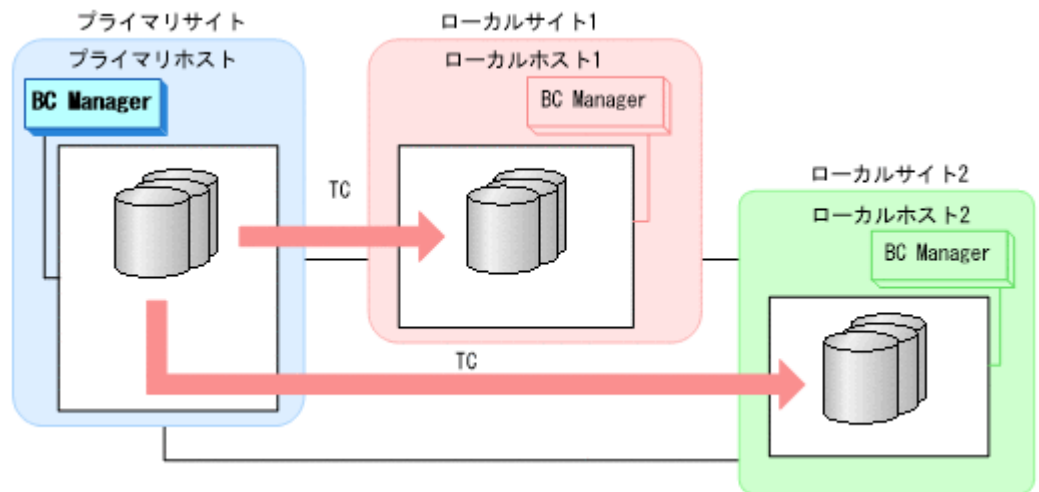 プライマリサイト
プライマリホスト
BC Manager
ローカルサイト1
ローカルホスト1
BC Manager
TC
ローカルサイト2
ローカルホスト2
BC Manager
TC